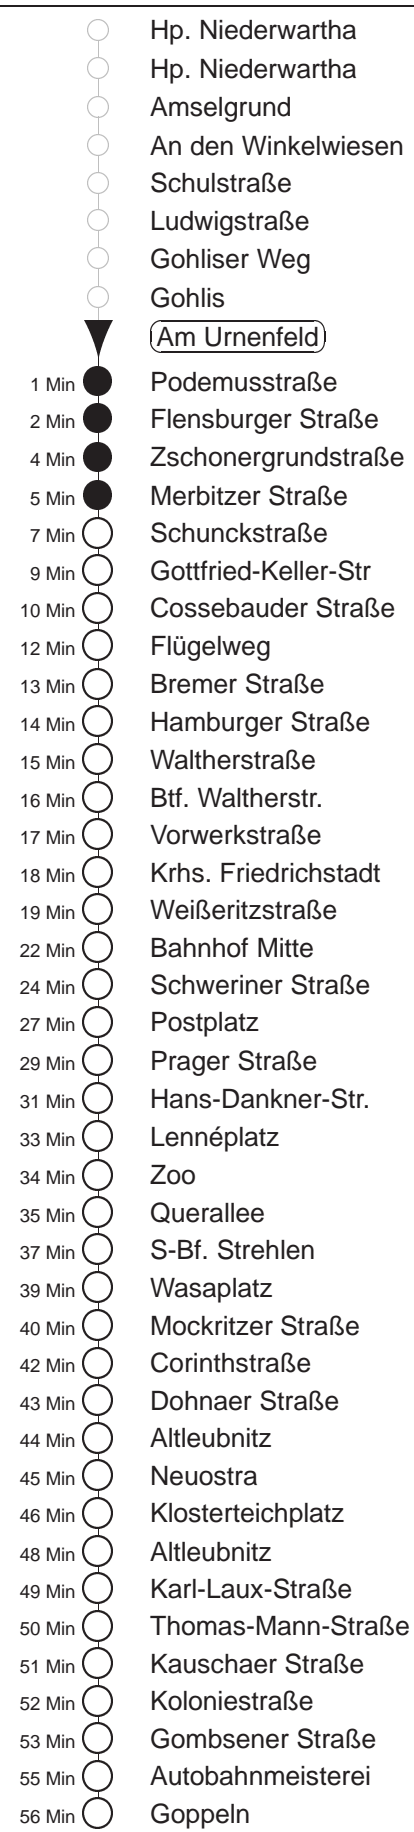 Hp. Niederwartha
Hp. Niederwartha
Amselgrund
An den Winkelwiesen
Schulstraße
Ludwigstraße
Gohliser Weg
Gohlis
Am Urnenfeld
1 Min Podemusstraße
2 Min Flensburger Straße
4 Min Zschonergrundstraße
5 Min Merbitzer Straße
7 Min Schunckstraße
9 Min Gottfried-Keller-Str
10 Min Cossebauder Straße
12 Min Flügelweg
13 Min Bremer Straße
14 Min Hamburger Straße
15 Min Waltherstraße
16 Min Btf. Waltherstr.
17 Min Vorwerkstraße
18 Min Krhs. Friedrichstadt
19 Min Weißeritzstraße
22 Min Bahnhof Mitte
24 Min Schweriner Straße
27 Min Postplatz
29 Min Prager Straße
31 Min Hans-Dankner-Str.
33 Min Lennéplatz
34 Min Zoo
35 Min Querallee
37 Min S-Bf. Strehlen
39 Min Wasaplatz
40 Min Mockritzer Straße
42 Min Corinthstraße
43 Min Dohnaer Straße
44 Min Altleubnitz
45 Min Neuostra
46 Min Klosterteichplatz
48 Min Altleubnitz
49 Min Karl-Laux-Straße
50 Min Thomas-Mann-Straße
51 Min Kauschaer Straße
52 Min Koloniestraße
53 Min Gombsener Straße
55 Min Autobahnmeisterei
56 Min Goppeln